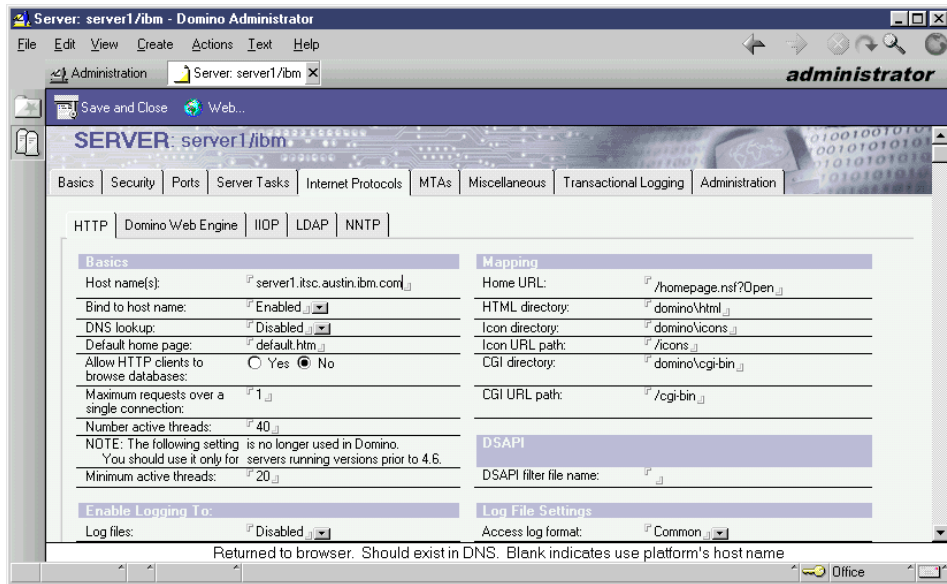 Server: server1/ibm - Domino Administrator
File Edit View Create Actions Text Help
Administration Server: server1/ibm
administrator
Save and Close Web...
SERVER: server1/ibm
Basics Security Ports Server Tasks Internet Protocols MTAs Miscellaneous Transactional Logging Administration
HTTP Domino Web Engine IIOP LDAP NNTP
Basics
Host name(s): server1.itsc.austin.ibm.com
Bind to host name: Enabled
DNS lookup: Disabled
Default home page: default.htm
Allow HTTP clients to browse databases: Yes No
Maximum requests over a single connection: 1
Number active threads: 40
NOTE: The following setting is no longer used in Domino.
You should use it only for servers running versions prior to 4.6.
Minimum active threads: 20
Enable Logging To:
Log files: Disabled
Mapping
Home URL: /homepage.nsf?Open
HTML directory: domino\html
Icon directory: domino\icons
Icon URL path: /icons
CGI directory: domino\cgi-bin
CGI URL path: /cgi-bin
DSAPI
DSAPI filter file name:
Log File Settings
Access log format: Common
Returned to browser. Should exist in DNS. Blank indicates use platform's host name
Office